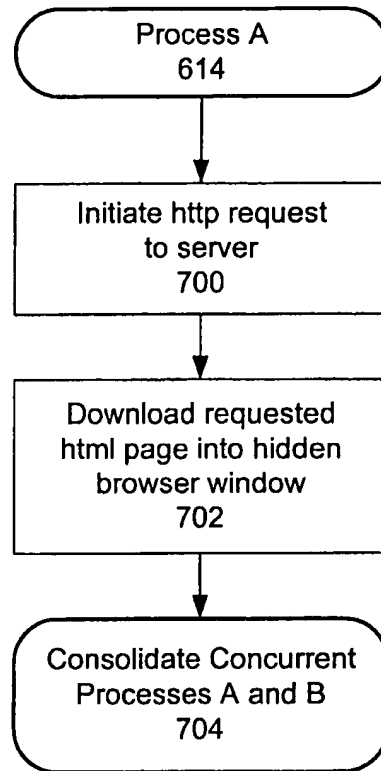 Process A
614
Initiate http request
to server
700
Download requested
html page into hidden
browser window
702
Consolidate Concurrent
Processes A and B
704